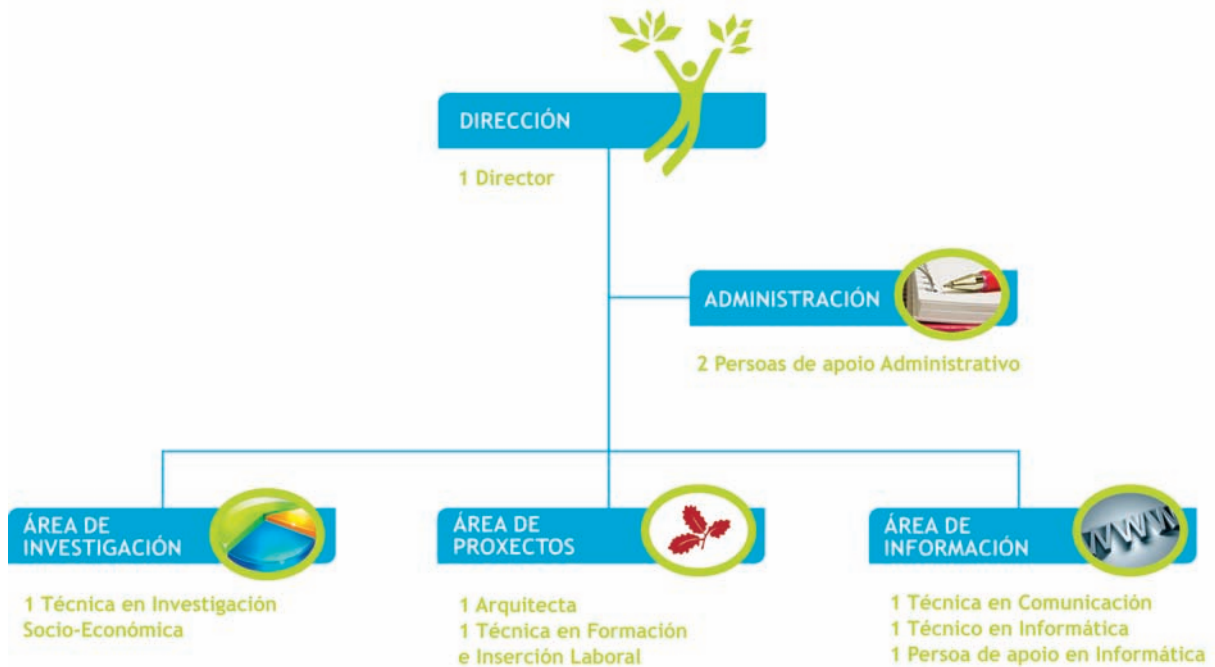 DIRECCIÓN
1 Director
ADMINISTRACIÓN
2 Persoas de apoio Administrativo
ÁREA DE
INVESTIGACIÓN
1 Técnica en Investigación
Socio-Económica
ÁREA DE
PROXECTOS
1 Arquitecta
1 Técnica en Formación
e Inserción Laboral
ÁREA DE
INFORMACIÓN
WWW
1 Técnica en Comunicación
1 Técnico en Informática
1 Persoa de apoio en Informática